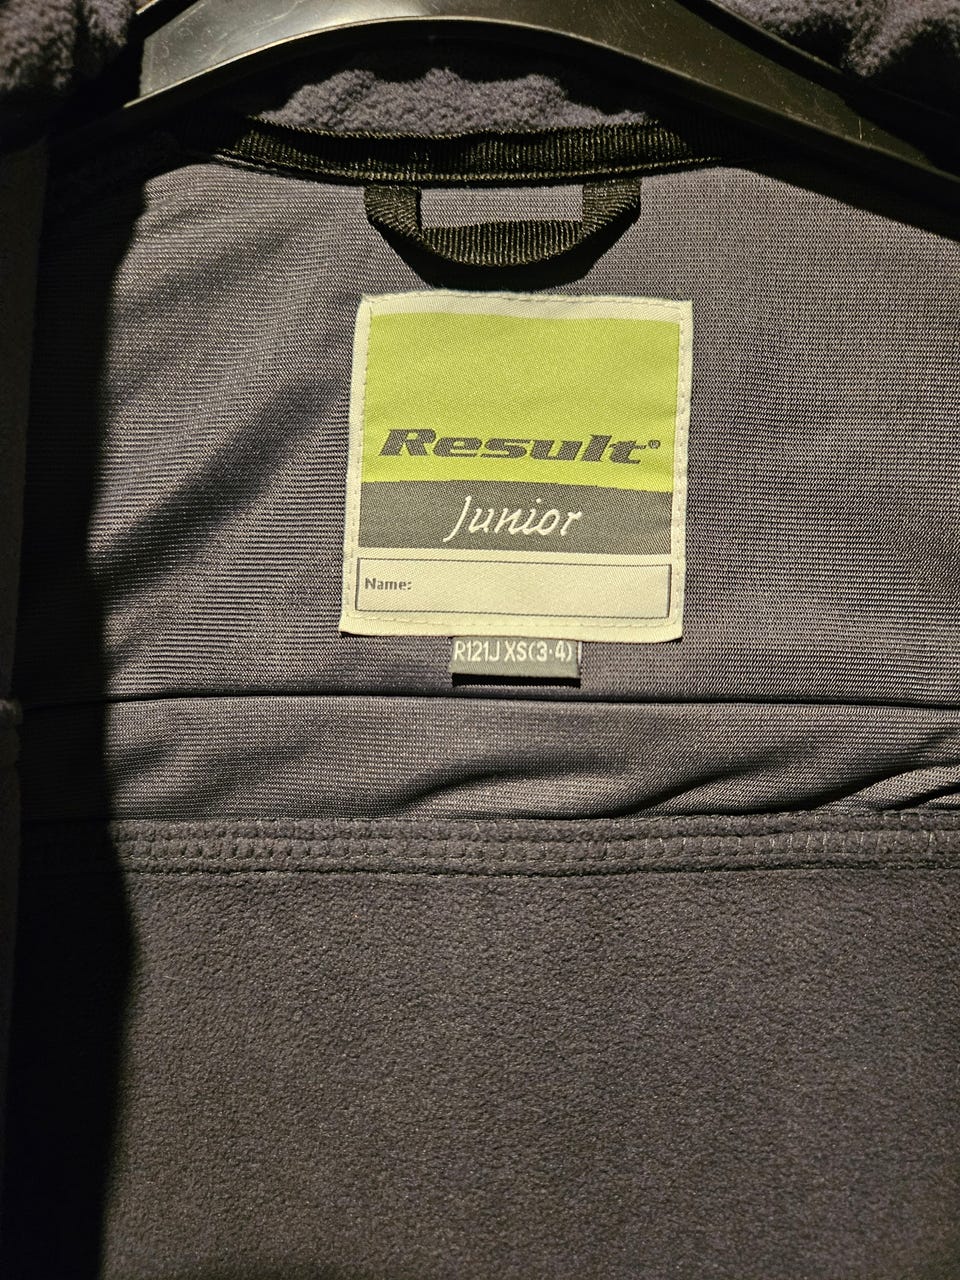 Result®
Junior
Name:
R121J XS(3-4)